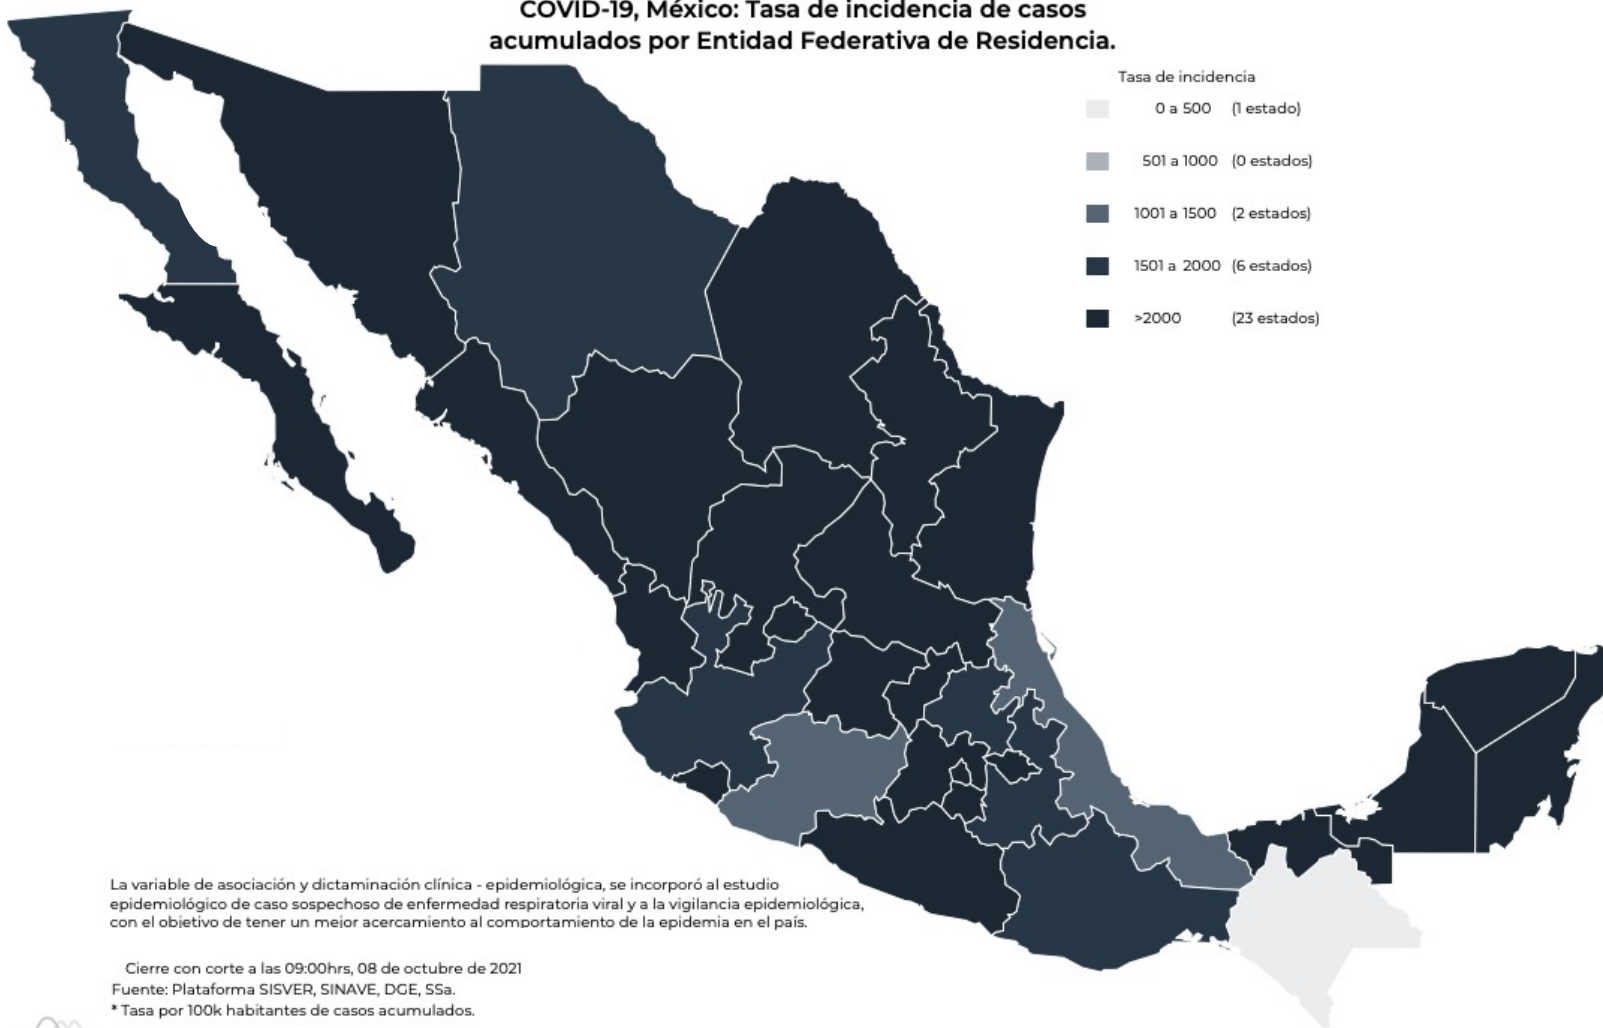 COVID-19, México: Tasa de incidencia de casos
acumulados por Entidad Federativa de Residencia.
Tasa de incidencia
0 a 500 (1 estado)
501 a 1000 (0 estados)
1001 a 1500 (2 estados)
1501 a 2000 (6 estados)
>2000 (23 estados)
La variable de asociación y dictaminación clínica - epidemiológica, se incorporó al estudio
epidemiológico de caso sospechoso de enfermedad respiratoria viral y a la vigilancia epidemiológica,
con el objetivo de tener un mejor acercamiento al comportamiento de la epidemia en el país.
Cierre con corte a las 09:00hrs, 08 de octubre de 2021
Fuente: Plataforma SISVER, SINAVE, DGE, SSa.
* Tasa por 100k habitantes de casos acumulados.